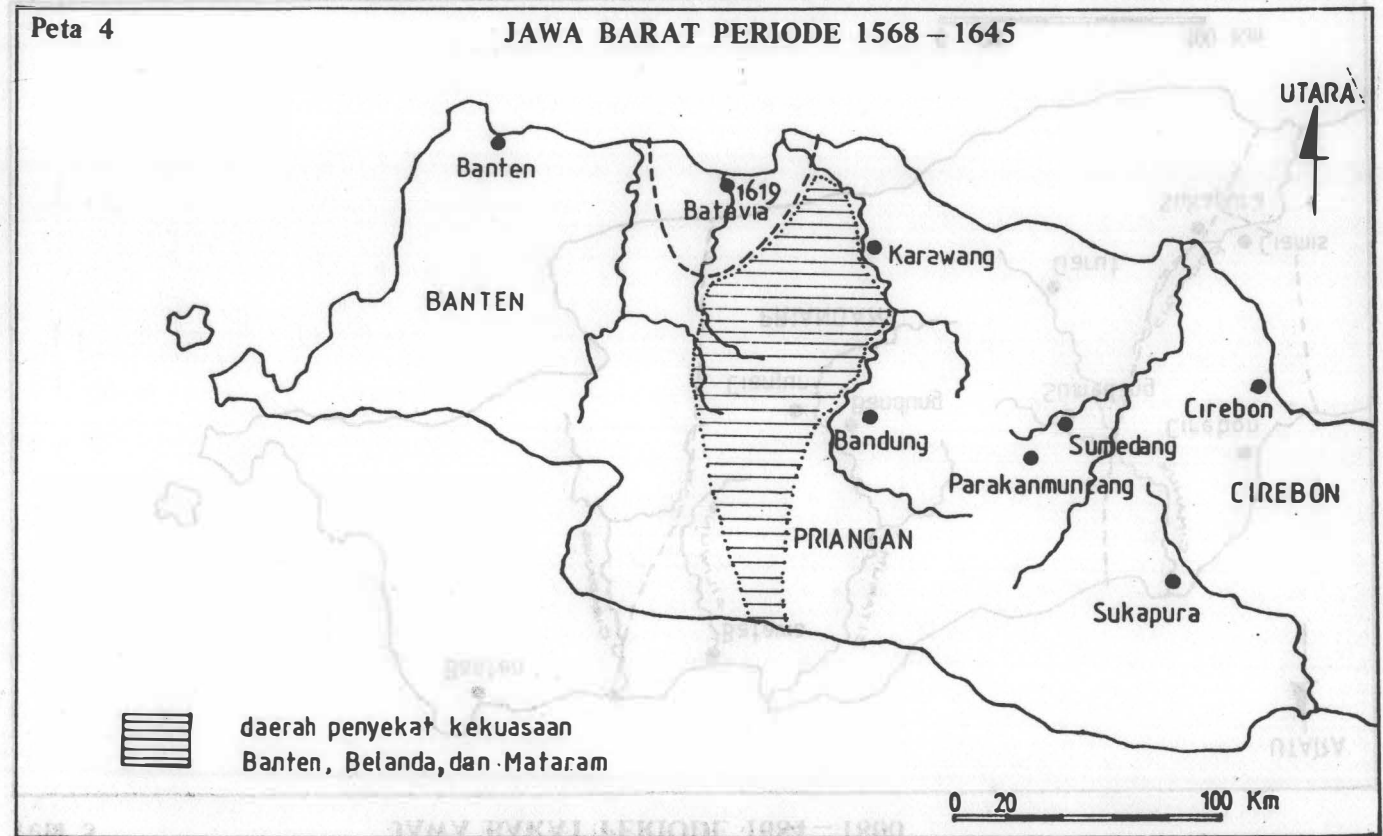 Peta 4
JAWA BARAT PERIODE 1568 – 1645
UTARA
Banten
1619
Batavia
Karawang
BANTEN
Cirebon
Bandung
Sumedang
Parakanmunçang
CIREBON
PRIANGAN
Sukapura
daerah penyekat kekuasaan
Banten, Belanda, dan Mataram
0 20 100 Km